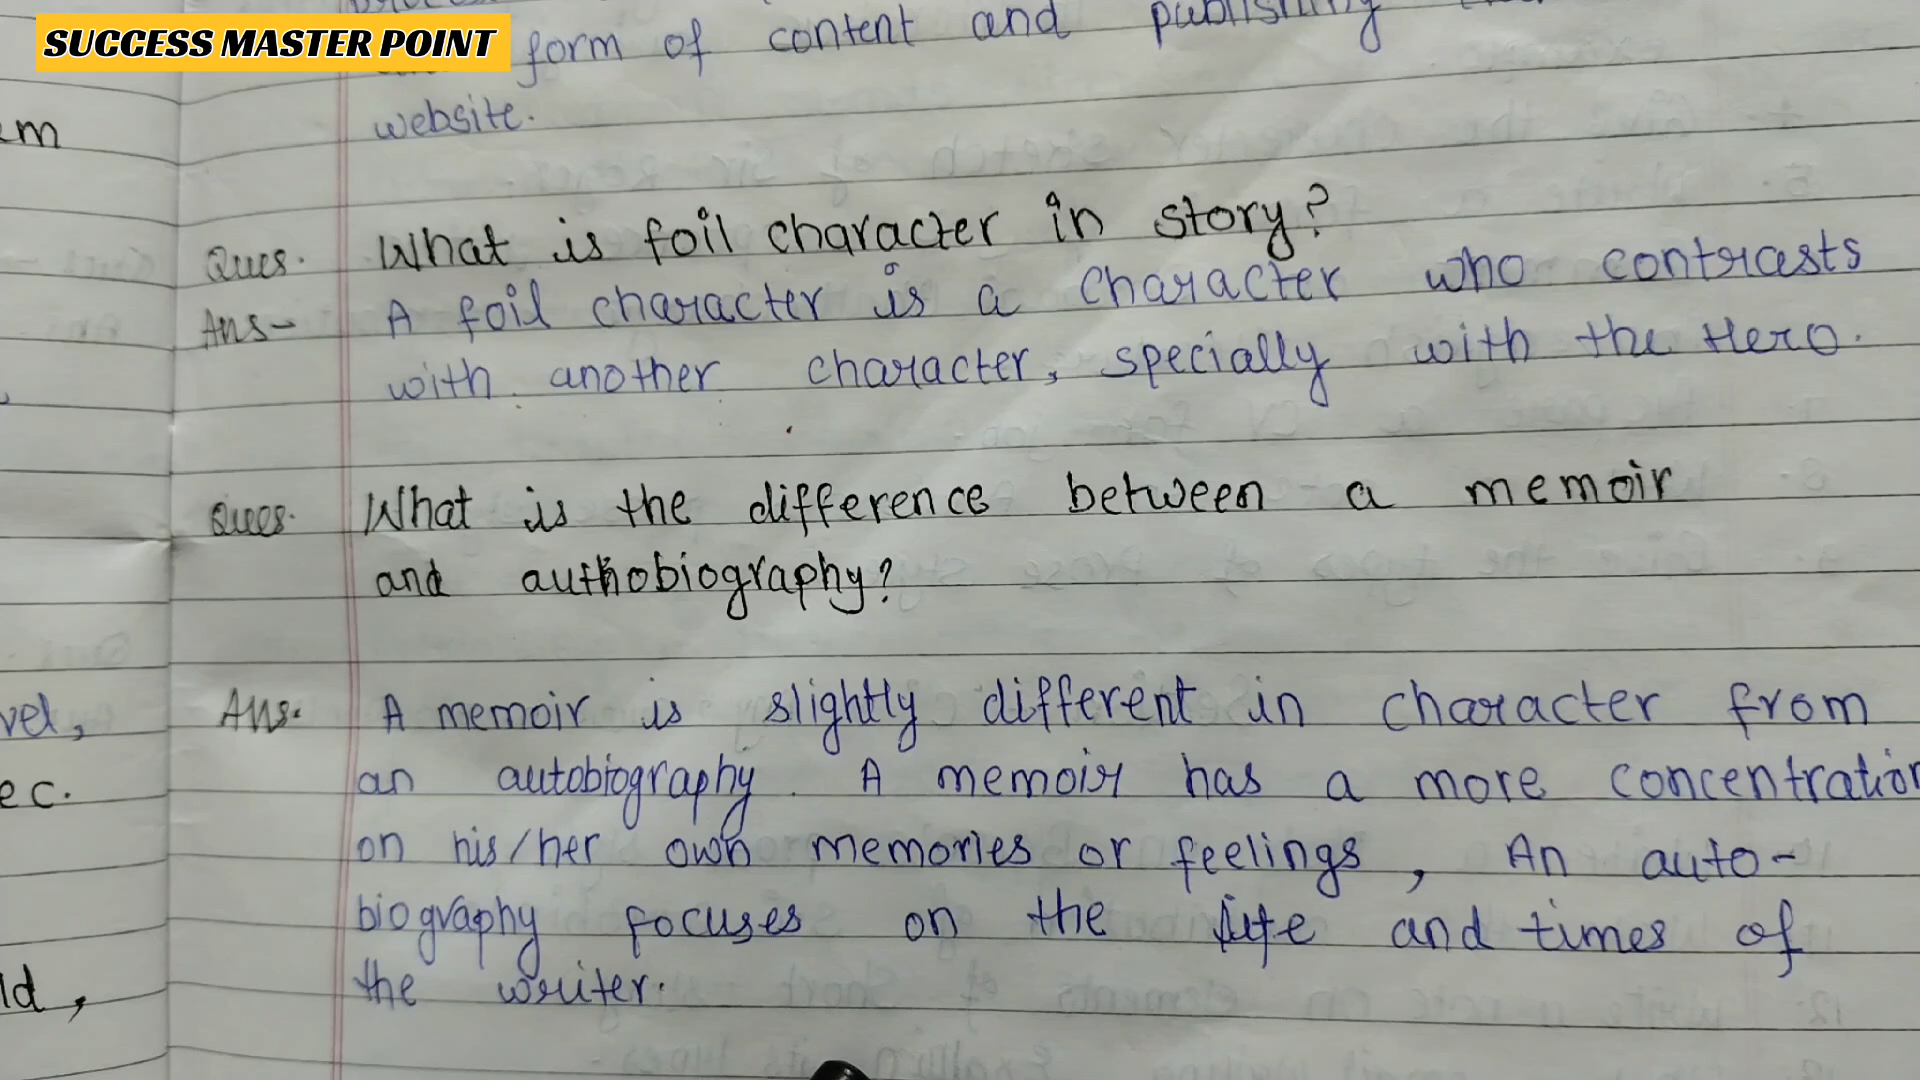 SUCCESS MASTER POINT
form of content and publishing
website.
em
Ques. What is foil character in story?
Ans- A foil character is a character who contrasts
with another character, specially with the Hero.
Ques. What is the difference between a memoir
and authobiography?
vel,
Ans. A memoir is slightly different in character from
an autobiography. A memoir has a more concentration
ec.
on his/her own memories or feelings, An auto-
biography focuses on the life and times of
ld,
the writer.